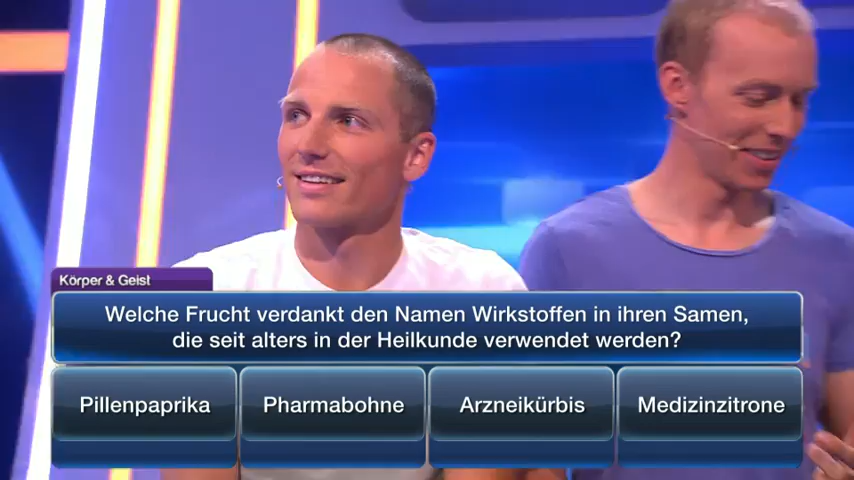 Körper & Geist
Welche Frucht verdankt den Namen Wirkstoffen in ihren Samen,
die seit alters in der Heilkunde verwendet werden?
Pillenpaprika
Pharmabohne
Arzneikürbis
Medizinzitrone